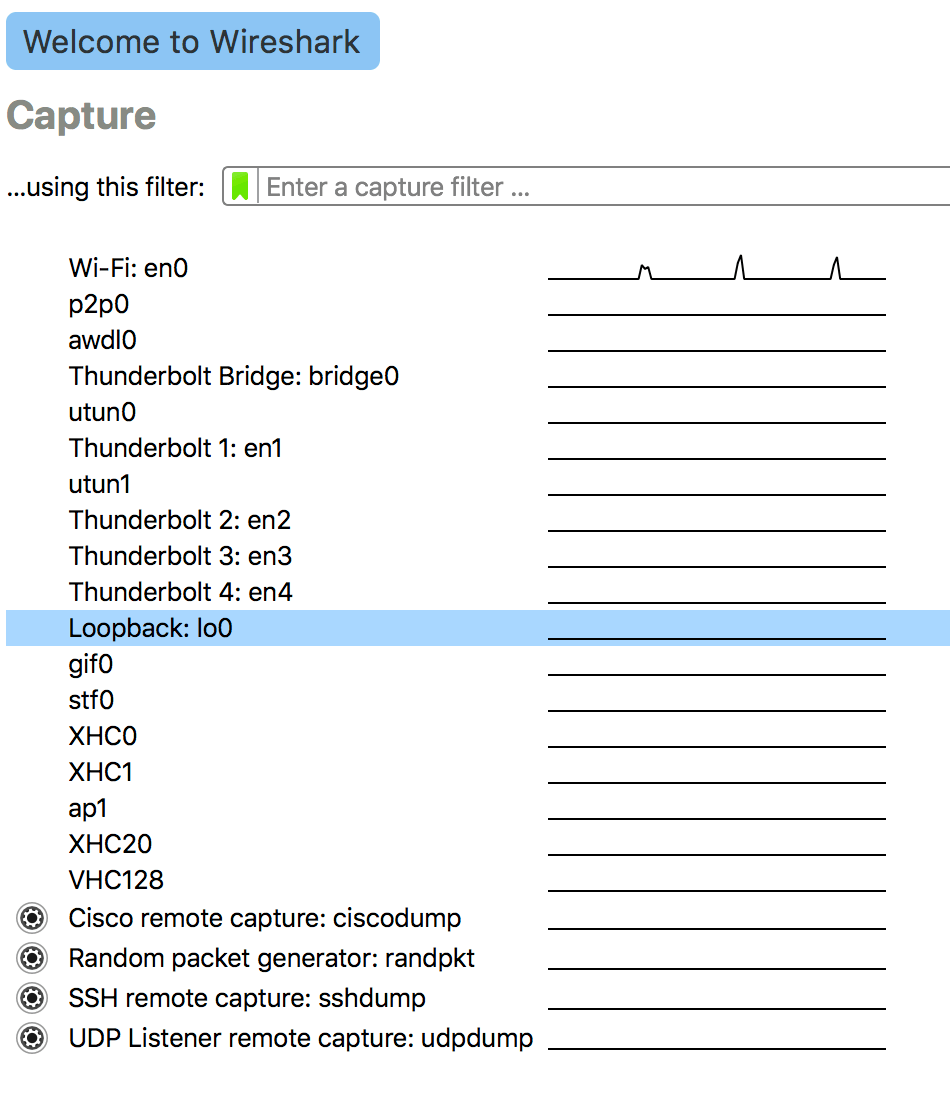 Welcome to Wireshark
Capture
...using this filter: Enter a capture filter ...
Wi-Fi: en0
p2p0
awdl0
Thunderbolt Bridge: bridge0
utun0
Thunderbolt 1: en1
utun1
Thunderbolt 2: en2
Thunderbolt 3: en3
Thunderbolt 4: en4
Loopback: lo0
gif0
stf0
XHC0
XHC1
ap1
XHC20
VHC128
Cisco remote capture: ciscodump
Random packet generator: randpkt
SSH remote capture: sshdump
UDP Listener remote capture: udpdump